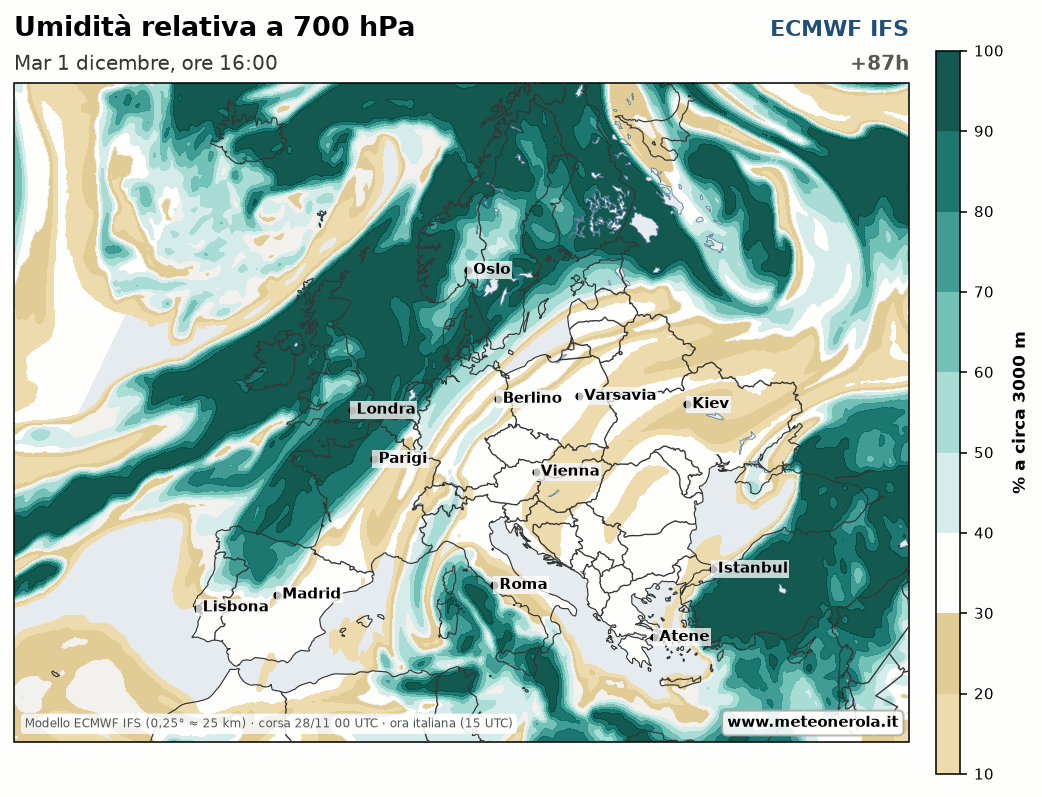 Umidità relativa a 700 hPa
ECMWF IFS
Mar 1 dicembre, ore 16:00
+87h
100
90
80
70
60
50
40
30
20
10
% a circa 3000 m
Oslo
Berlino
Varsavia
Kiev
Londra
Parigi
Vienna
Istanbul
Roma
Madrid
Lisbona
Atene
Modello ECMWF IFS (0,25° ≈ 25 km) · corsa 28/11 00 UTC · ora italiana (15 UTC)
www.meteonerola.it